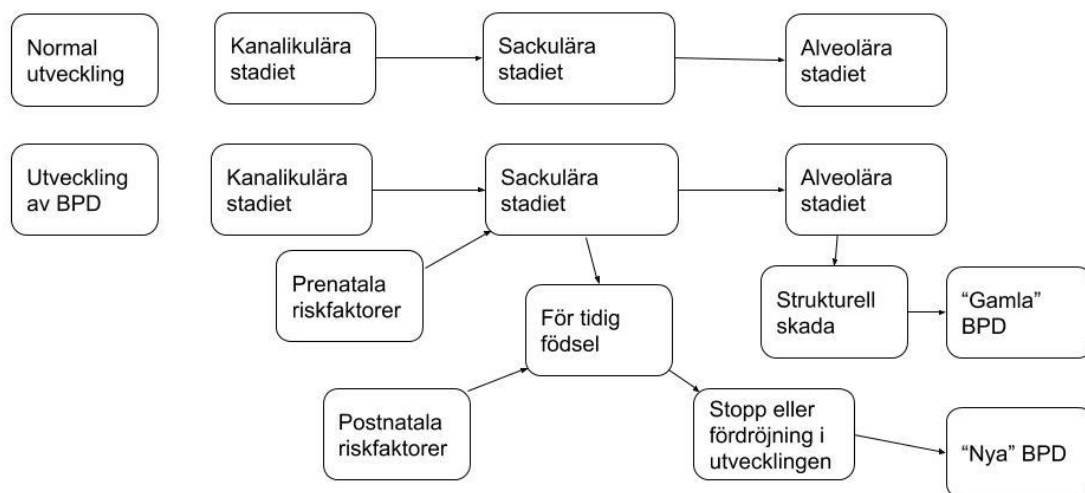 Normal
utveckling
Kanalikulära
stadiet
Sackulära
stadiet
Alveolära
stadiet
Utveckling
av BPD
Kanalikulära
stadiet
Sackulära
stadiet
Alveolära
stadiet
Prenatala
riskfaktorer
För tidig
födsel
Strukturell
skada
“Gamla”
BPD
Postnatala
riskfaktorer
Stopp eller
fördröjning i
utvecklingen
“Nya” BPD